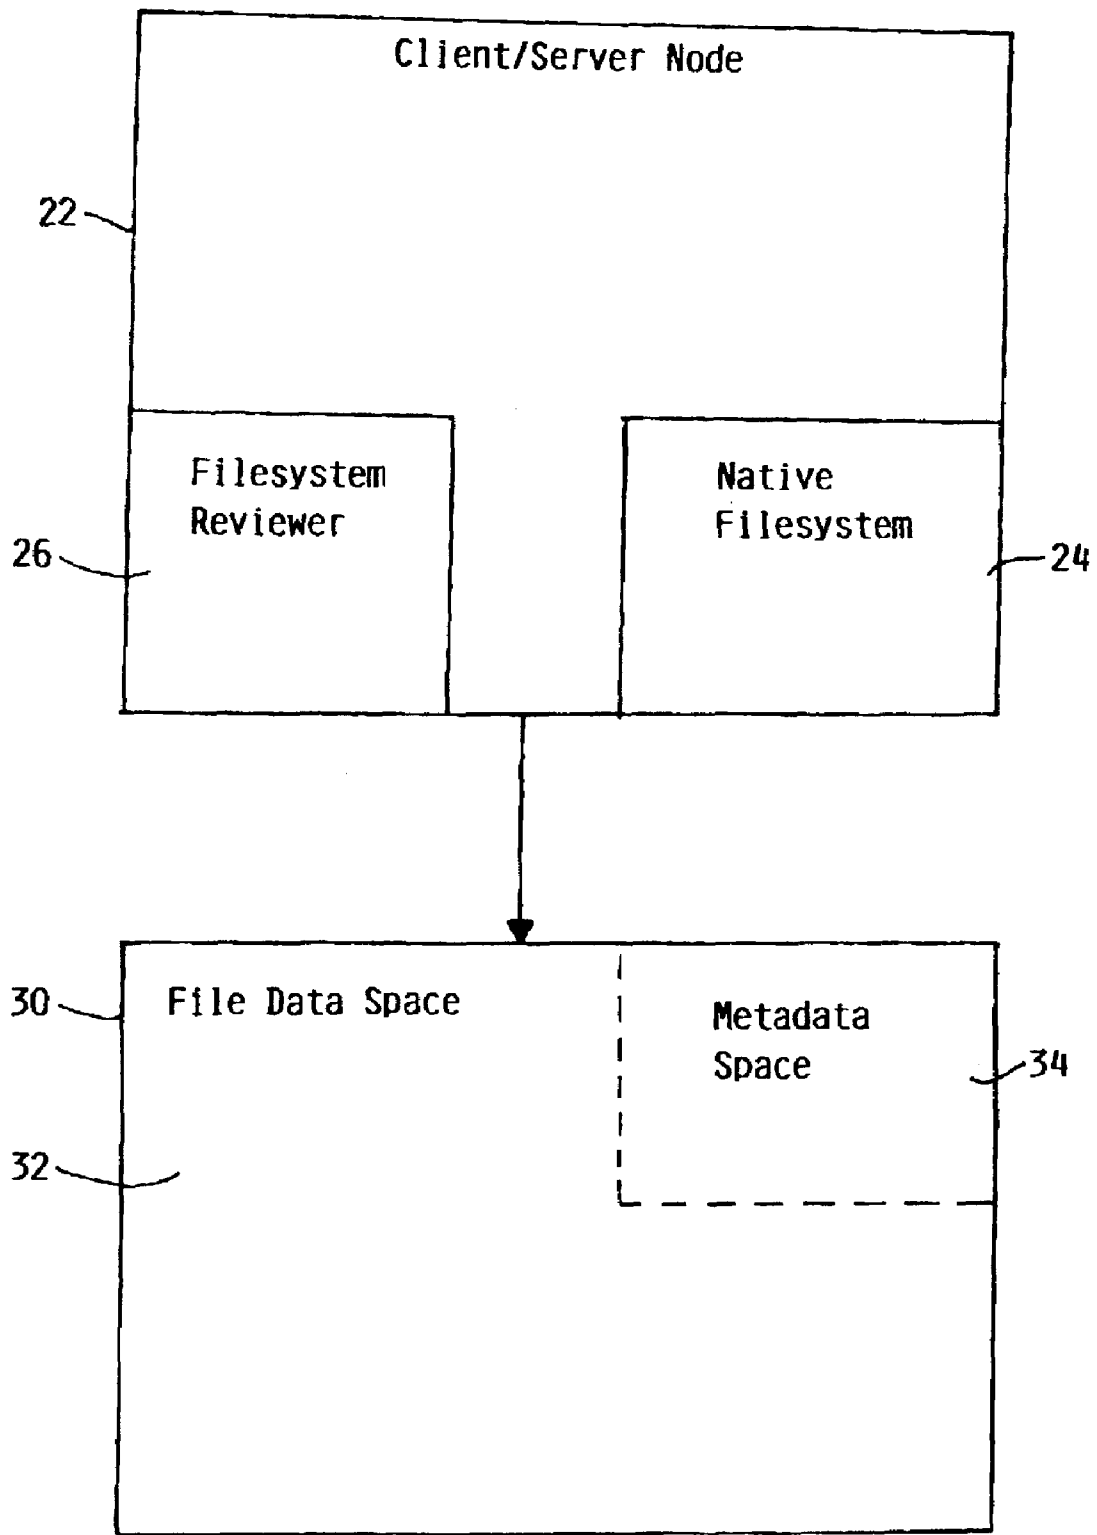 Client/Server Node
22
Filesystem
Reviewer
Native
Filesystem
26
24
30
File Data Space
Metadata
Space
34
32